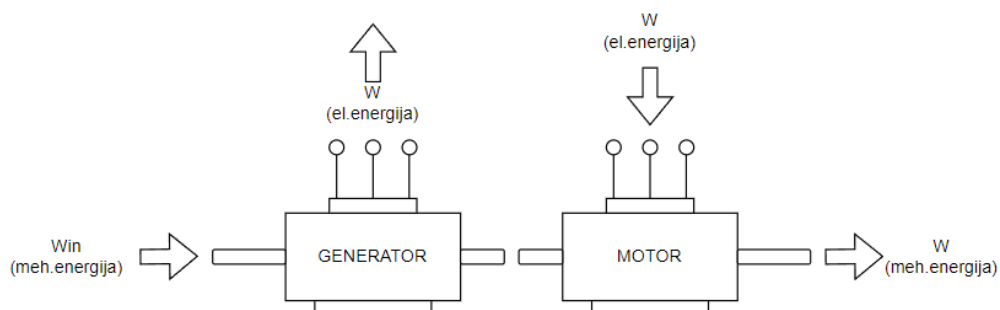 W
(el.energija)
W
(el.energija)
Win
(meh.energija)
GENERATOR
MOTOR
W
(meh.energija)